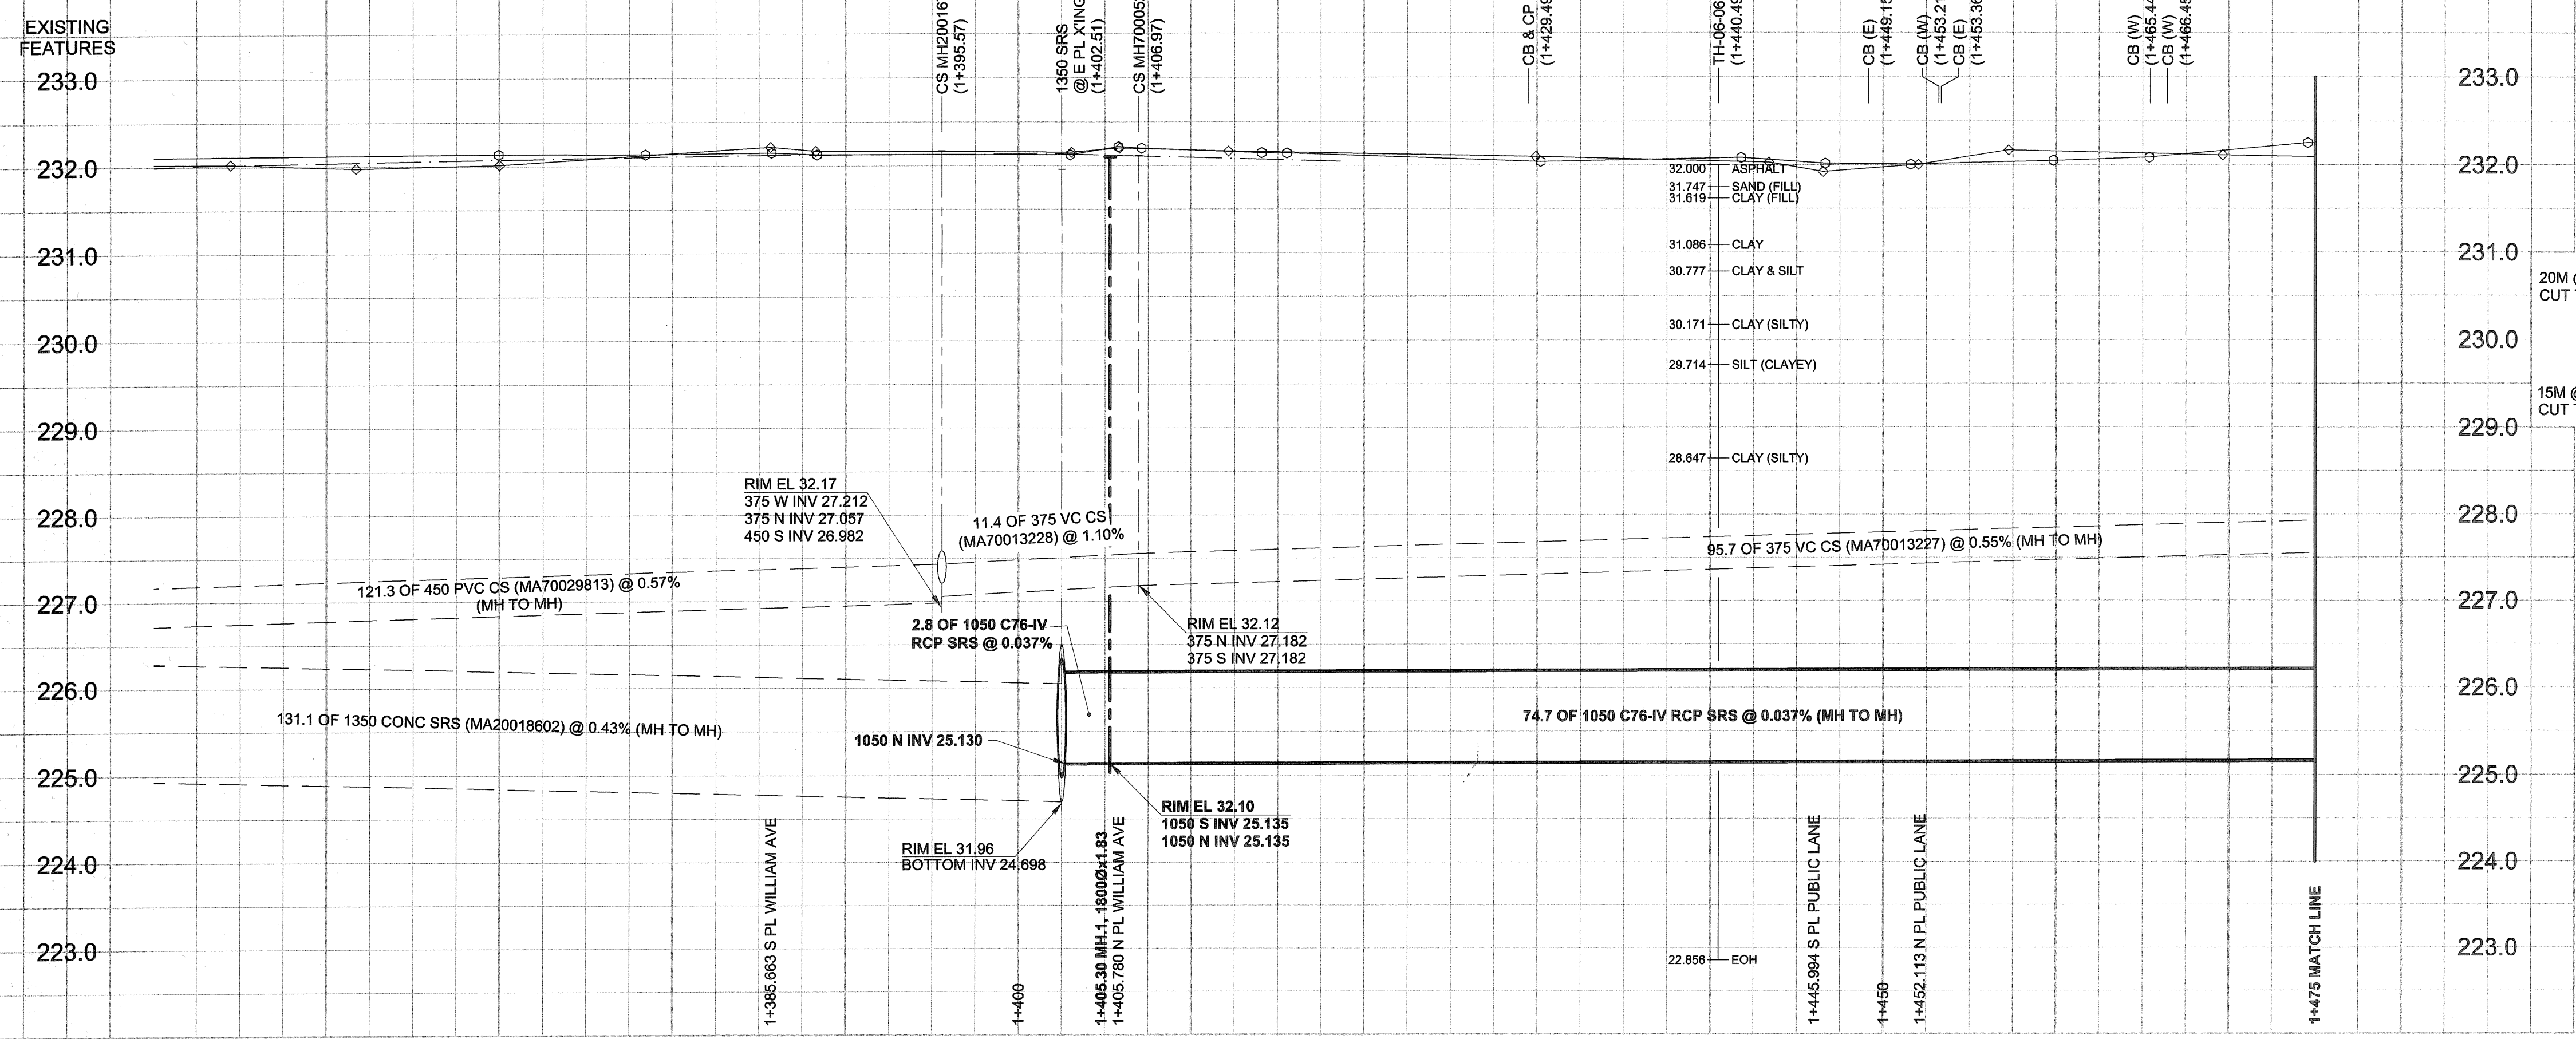 EXISTING
FEATURES
CS MH20016
(1+395.57)
1350 SRS
@ E PL X'ING
(1+402.51)
CS MH7000
(1+406.97)
CB & CP
(1+429.49
TH-06-06
(1+440.49
CB (E)
(1+449.15
CB (W)
(1+453.21
CB (E)
(1+453.36
CB (W)
(1+465.44
CB (W)
(1+466.45
233.0
232.0
231.0
230.0
229.0
228.0
227.0
226.0
225.0
224.0
223.0
32.000 ASPHALT
31.747 SAND (FILL)
31.619 CLAY (FILL)
31.086 CLAY
30.777 CLAY & SILT
30.171 CLAY (SILTY)
29.714 SILT (CLAYEY)
28.647 CLAY (SILTY)
22.856 EOH
RIM EL 32.17
375 W INV 27.212
375 N INV 27.057
450 S INV 26.982
11.4 OF 375 VC CS
(MA70013228) @ 1.10%
95.7 OF 375 VC CS (MA70013227) @ 0.55% (MH TO MH)
121.3 OF 450 PVC CS (MA70029813) @ 0.57%
(MH TO MH)
2.8 OF 1050 C76-IV
RCP SRS @ 0.037%
RIM EL 32.12
375 N INV 27.182
375 S INV 27.182
131.1 OF 1350 CONC SRS (MA20018602) @ 0.43% (MH TO MH)
1050 N INV 25.130
74.7 OF 1050 C76-IV RCP SRS @ 0.037% (MH TO MH)
RIM EL 32.10
1050 S INV 25.135
1050 N INV 25.135
RIM EL 31.96
BOTTOM INV 24.698
1+385.663 S PL WILLIAM AVE
1+400
1+405.30 MH.1, 1800Øx1.83
1+405.780 N PL WILLIAM AVE
1+445.994 S PL PUBLIC LANE
1+450
1+452.113 N PL PUBLIC LANE
1+475 MATCH LINE
233.0
232.0
231.0
230.0
229.0
228.0
227.0
226.0
225.0
224.0
223.0
20M
CUT
15M @
CUT